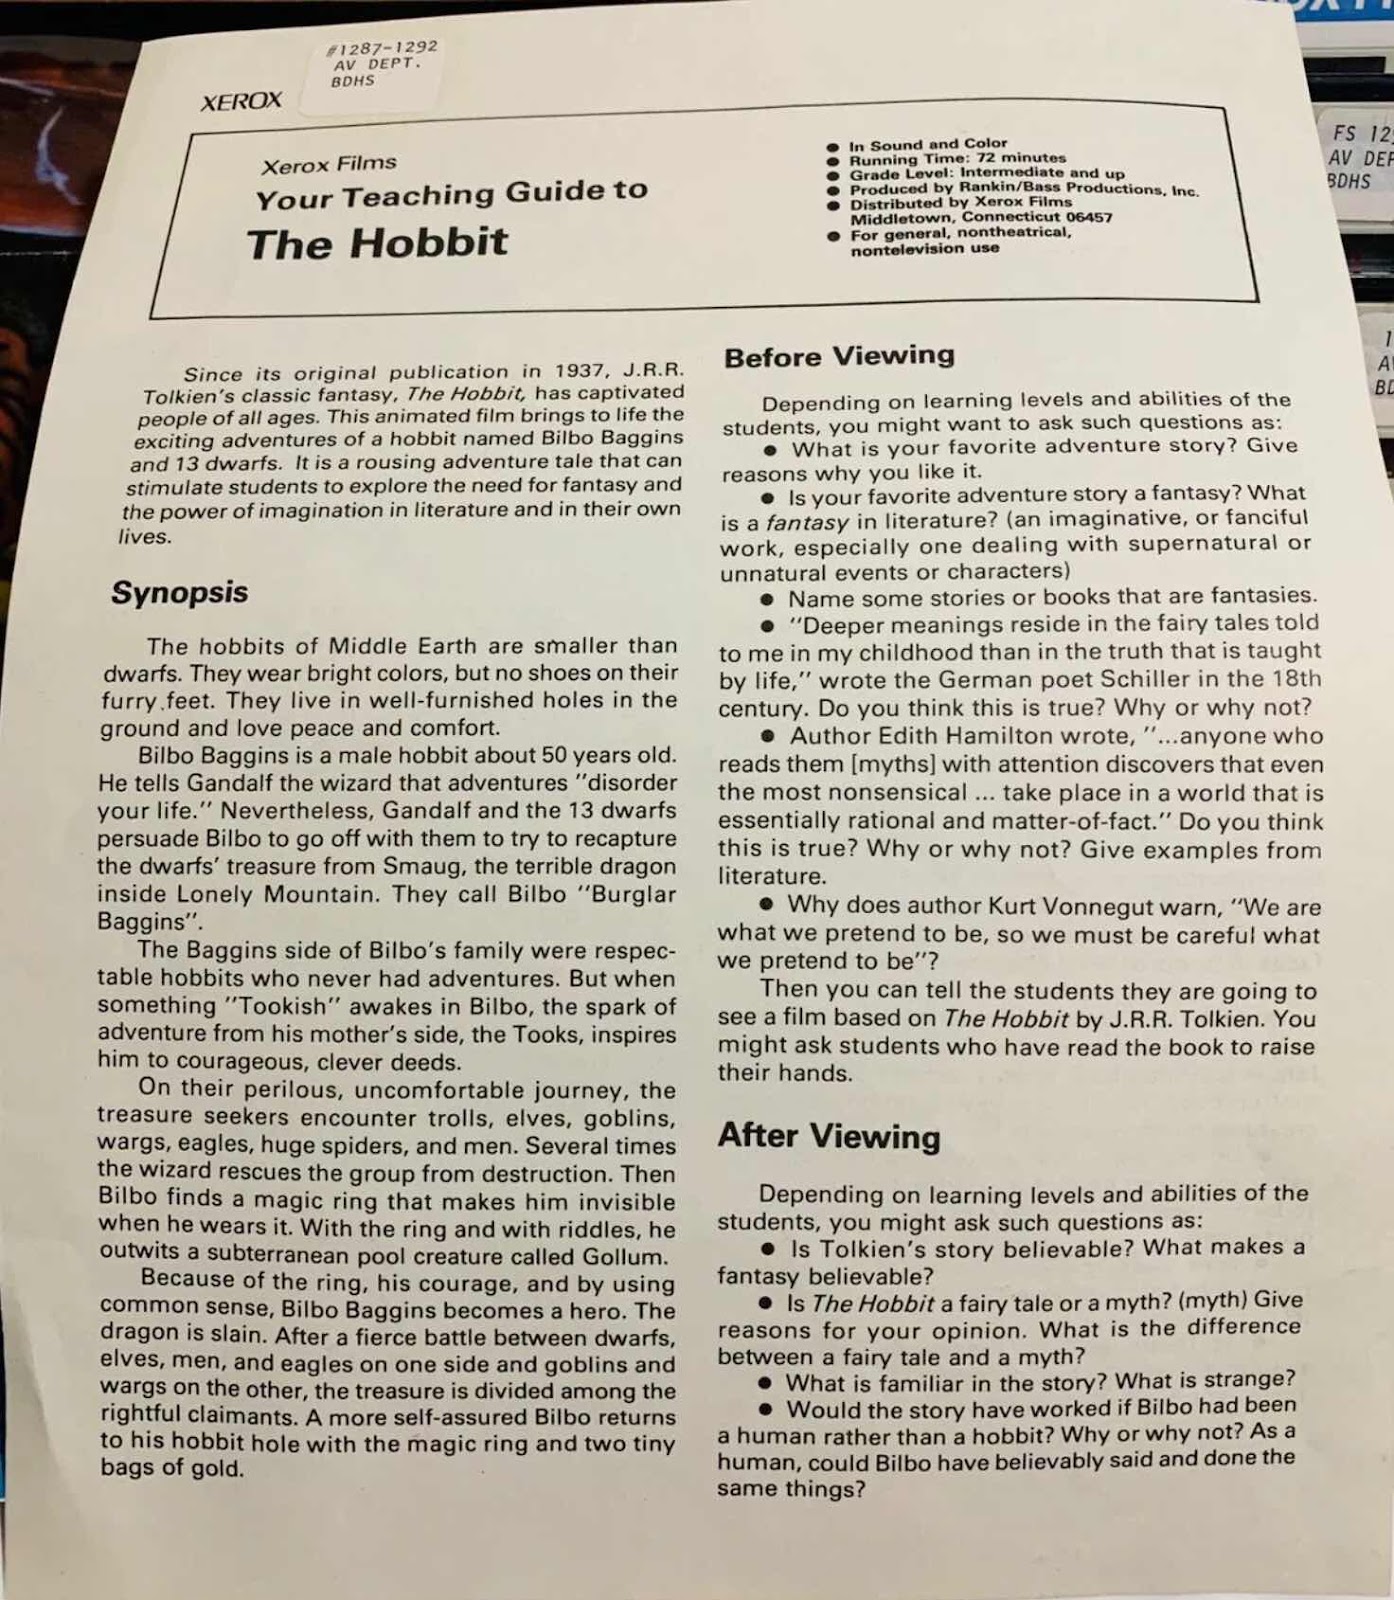 #1287-1292
AV DEPT.
BDHS
XEROX
Xerox Films
Your Teaching Guide to
The Hobbit
● In Sound and Color
● Running Time: 72 minutes
● Grade Level: Intermediate and up
● Produced by Rankin/Bass Productions, Inc.
● Distributed by Xerox Films
Middletown, Connecticut 06457
● For general, nontheatrical,
nontelevision use
Since its original publication in 1937, J.R.R.
Tolkien's classic fantasy, The Hobbit, has captivated
people of all ages. This animated film brings to life the
exciting adventures of a hobbit named Bilbo Baggins
and 13 dwarfs. It is a rousing adventure tale that can
stimulate students to explore the need for fantasy and
the power of imagination in literature and in their own
lives.
Synopsis
The hobbits of Middle Earth are smaller than
dwarfs. They wear bright colors, but no shoes on their
furry feet. They live in well-furnished holes in the
ground and love peace and comfort.
Bilbo Baggins is a male hobbit about 50 years old.
He tells Gandalf the wizard that adventures "disorder
your life." Nevertheless, Gandalf and the 13 dwarfs
persuade Bilbo to go off with them to try to recapture
the dwarfs' treasure from Smaug, the terrible dragon
inside Lonely Mountain. They call Bilbo "Burglar
Baggins".
The Baggins side of Bilbo's family were respec-
table hobbits who never had adventures. But when
something "Tookish" awakes in Bilbo, the spark of
adventure from his mother's side, the Tooks, inspires
him to courageous, clever deeds.
On their perilous, uncomfortable journey, the
treasure seekers encounter trolls, elves, goblins,
wargs, eagles, huge spiders, and men. Several times
the wizard rescues the group from destruction. Then
Bilbo finds a magic ring that makes him invisible
when he wears it. With the ring and with riddles, he
outwits a subterranean pool creature called Gollum.
Because of the ring, his courage, and by using
common sense, Bilbo Baggins becomes a hero. The
dragon is slain. After a fierce battle between dwarfs,
elves, men, and eagles on one side and goblins and
wargs on the other, the treasure is divided among the
rightful claimants. A more self-assured Bilbo returns
to his hobbit hole with the magic ring and two tiny
bags of gold.
Before Viewing
Depending on learning levels and abilities of the
students, you might want to ask such questions as:
● What is your favorite adventure story? Give
reasons why you like it.
● Is your favorite adventure story a fantasy? What
is a fantasy in literature? (an imaginative, or fanciful
work, especially one dealing with supernatural or
unnatural events or characters)
● Name some stories or books that are fantasies.
● "Deeper meanings reside in the fairy tales told
to me in my childhood than in the truth that is taught
by life," wrote the German poet Schiller in the 18th
century. Do you think this is true? Why or why not?
● Author Edith Hamilton wrote, "...anyone who
reads them [myths] with attention discovers that even
the most nonsensical ... take place in a world that is
essentially rational and matter-of-fact." Do you think
this is true? Why or why not? Give examples from
literature.
● Why does author Kurt Vonnegut warn, "We are
what we pretend to be, so we must be careful what
we pretend to be"?
Then you can tell the students they are going to
see a film based on The Hobbit by J.R.R. Tolkien. You
might ask students who have read the book to raise
their hands.
After Viewing
Depending on learning levels and abilities of the
students, you might ask such questions as:
● Is Tolkien's story believable? What makes a
fantasy believable?
● Is The Hobbit a fairy tale or a myth? (myth) Give
reasons for your opinion. What is the difference
between a fairy tale and a myth?
● What is familiar in the story? What is strange?
● Would the story have worked if Bilbo had been
a human rather than a hobbit? Why or why not? As a
human, could Bilbo have believably said and done the
same things?
FS
AV
BDHS